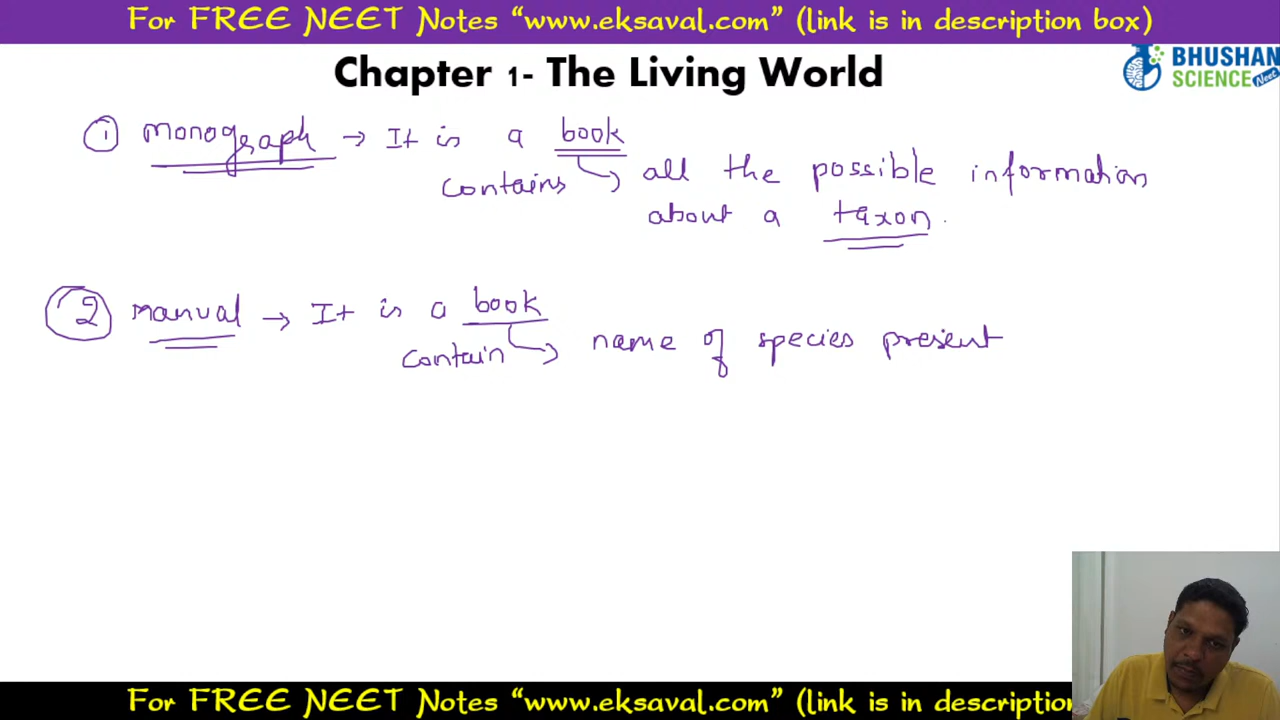 For FREE NEET Notes “www.eksaval.com” (link is in description box)
Chapter 1- The Living World
BHUSHAN
SCIENCE Neet
① monograph → It is a book
contains → all the possible information
about a taxon.
② manual → It is a book
contain → name of species present
For FREE NEET Notes “www.eksaval.com” (link is in description